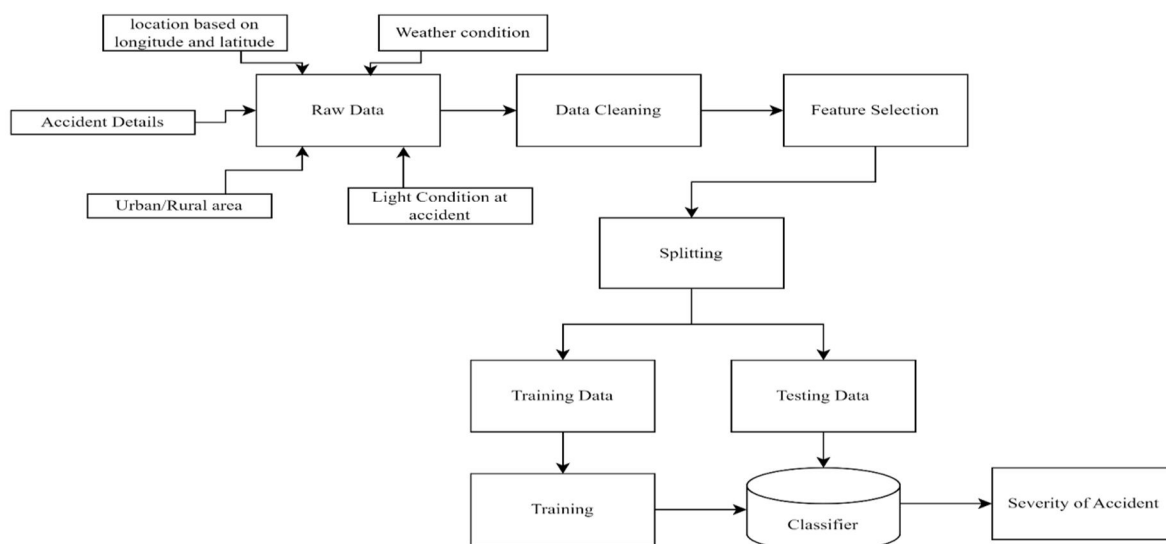 location based on
longitude and latitude
Weather condition
Accident Details
Raw Data
Data Cleaning
Feature Selection
Urban/Rural area
Light Condition at
accident
Splitting
Training Data
Testing Data
Training
Classifier
Severity of Accident